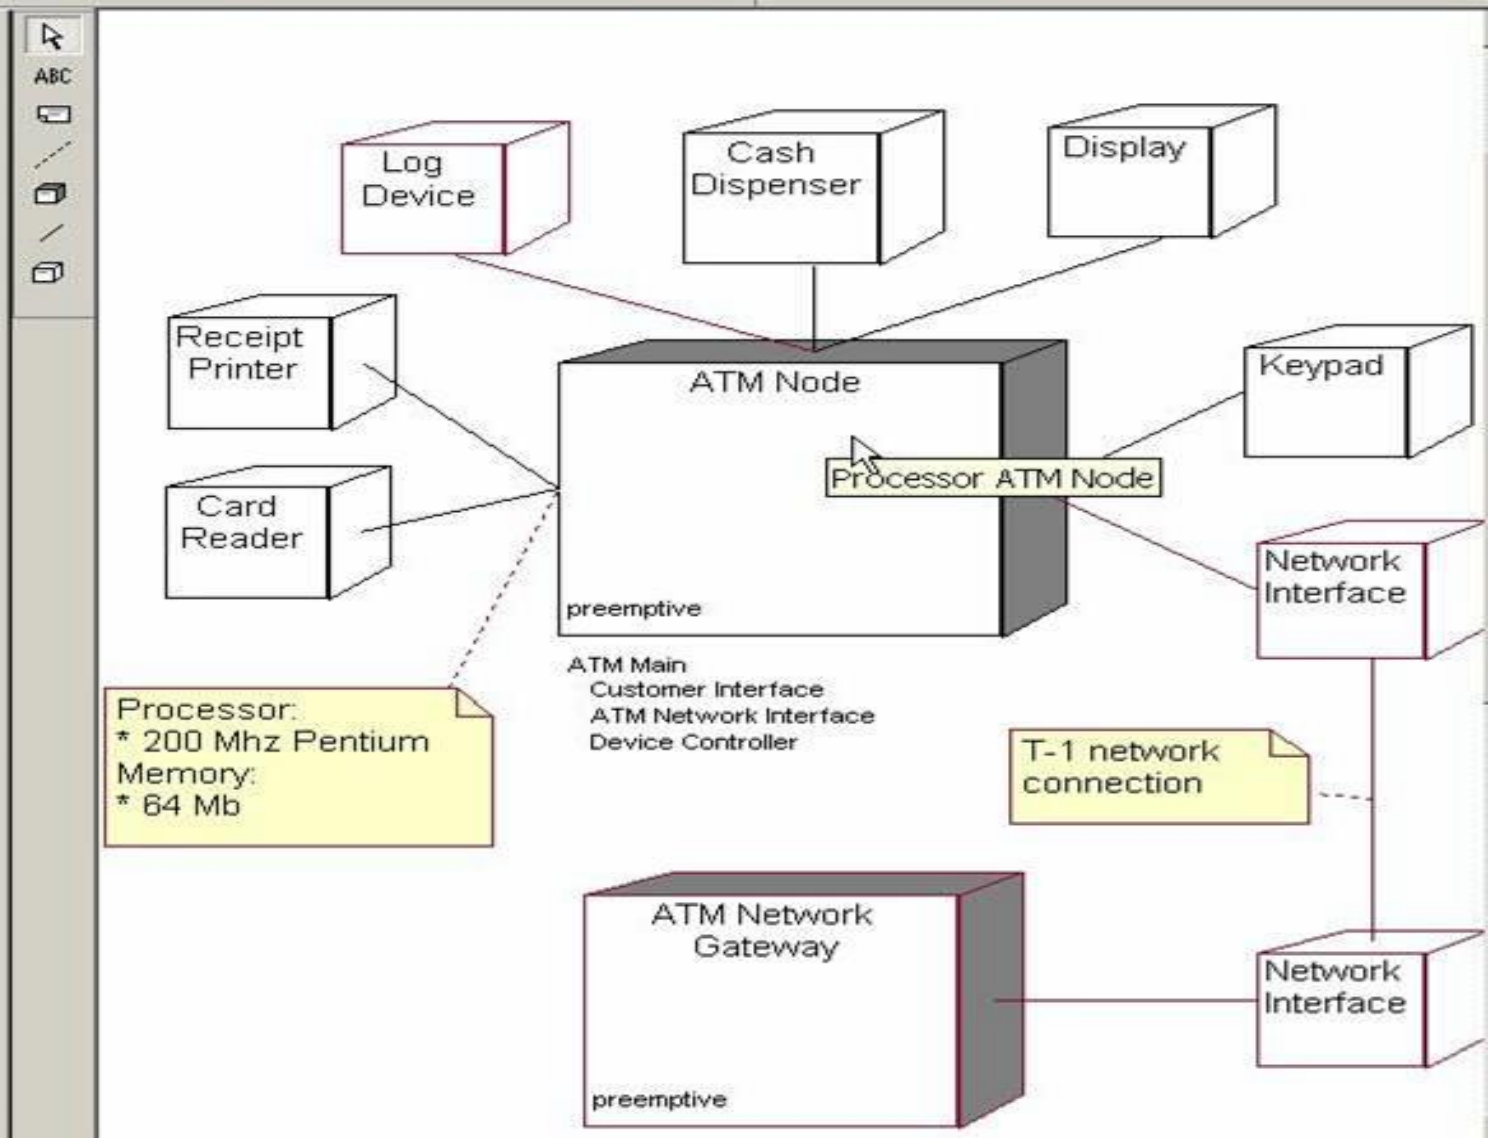 ABC
Log
Device
Cash
Dispenser
Display
Receipt
Printer
ATM Node
Keypad
Processor ATM Node
Card
Reader
Network
Interface
preemptive
ATM Main
Customer Interface
ATM Network Interface
Device Controller
Processor:
* 200 Mhz Pentium
Memory:
* 64 Mb
T-1 network
connection
ATM Network
Gateway
Network
Interface
preemptive